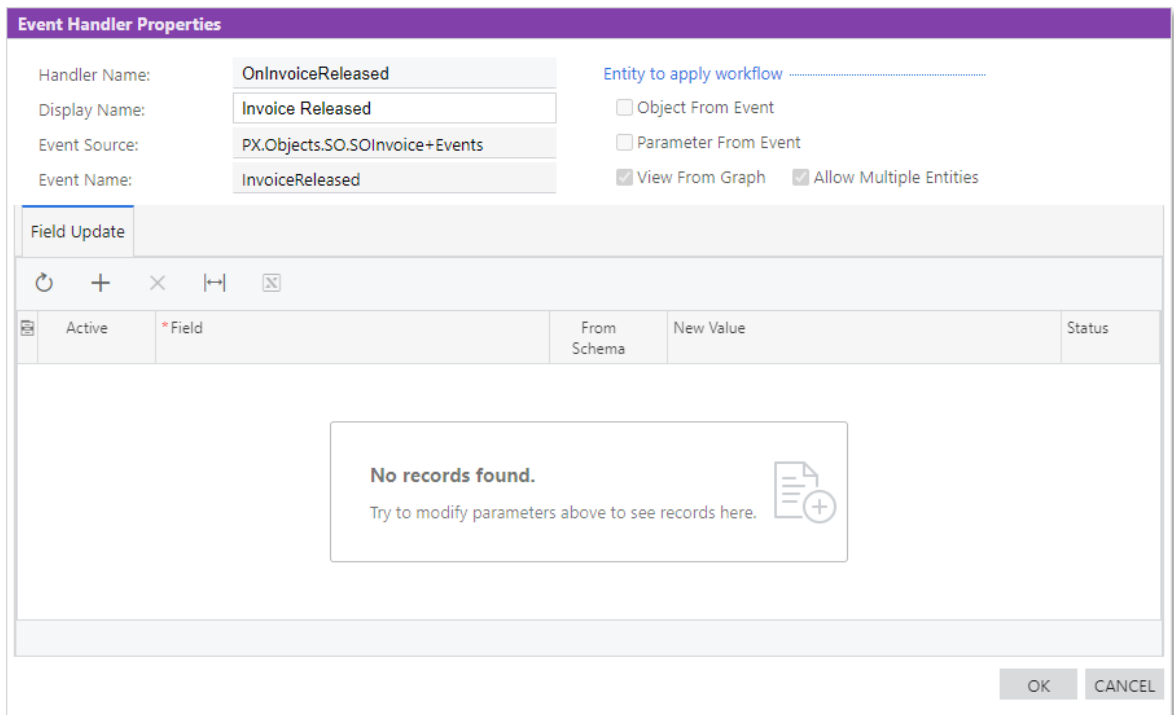 Event Handler Properties
Handler Name: OnInvoiceReleased
Display Name: Invoice Released
Event Source: PX.Objects.SO.SOInvoice+Events
Event Name: InvoiceReleased
Entity to apply workflow
Object From Event
Parameter From Event
View From Graph Allow Multiple Entities
Field Update
Active *Field From Schema New Value Status
No records found.
Try to modify parameters above to see records here.
OK CANCEL